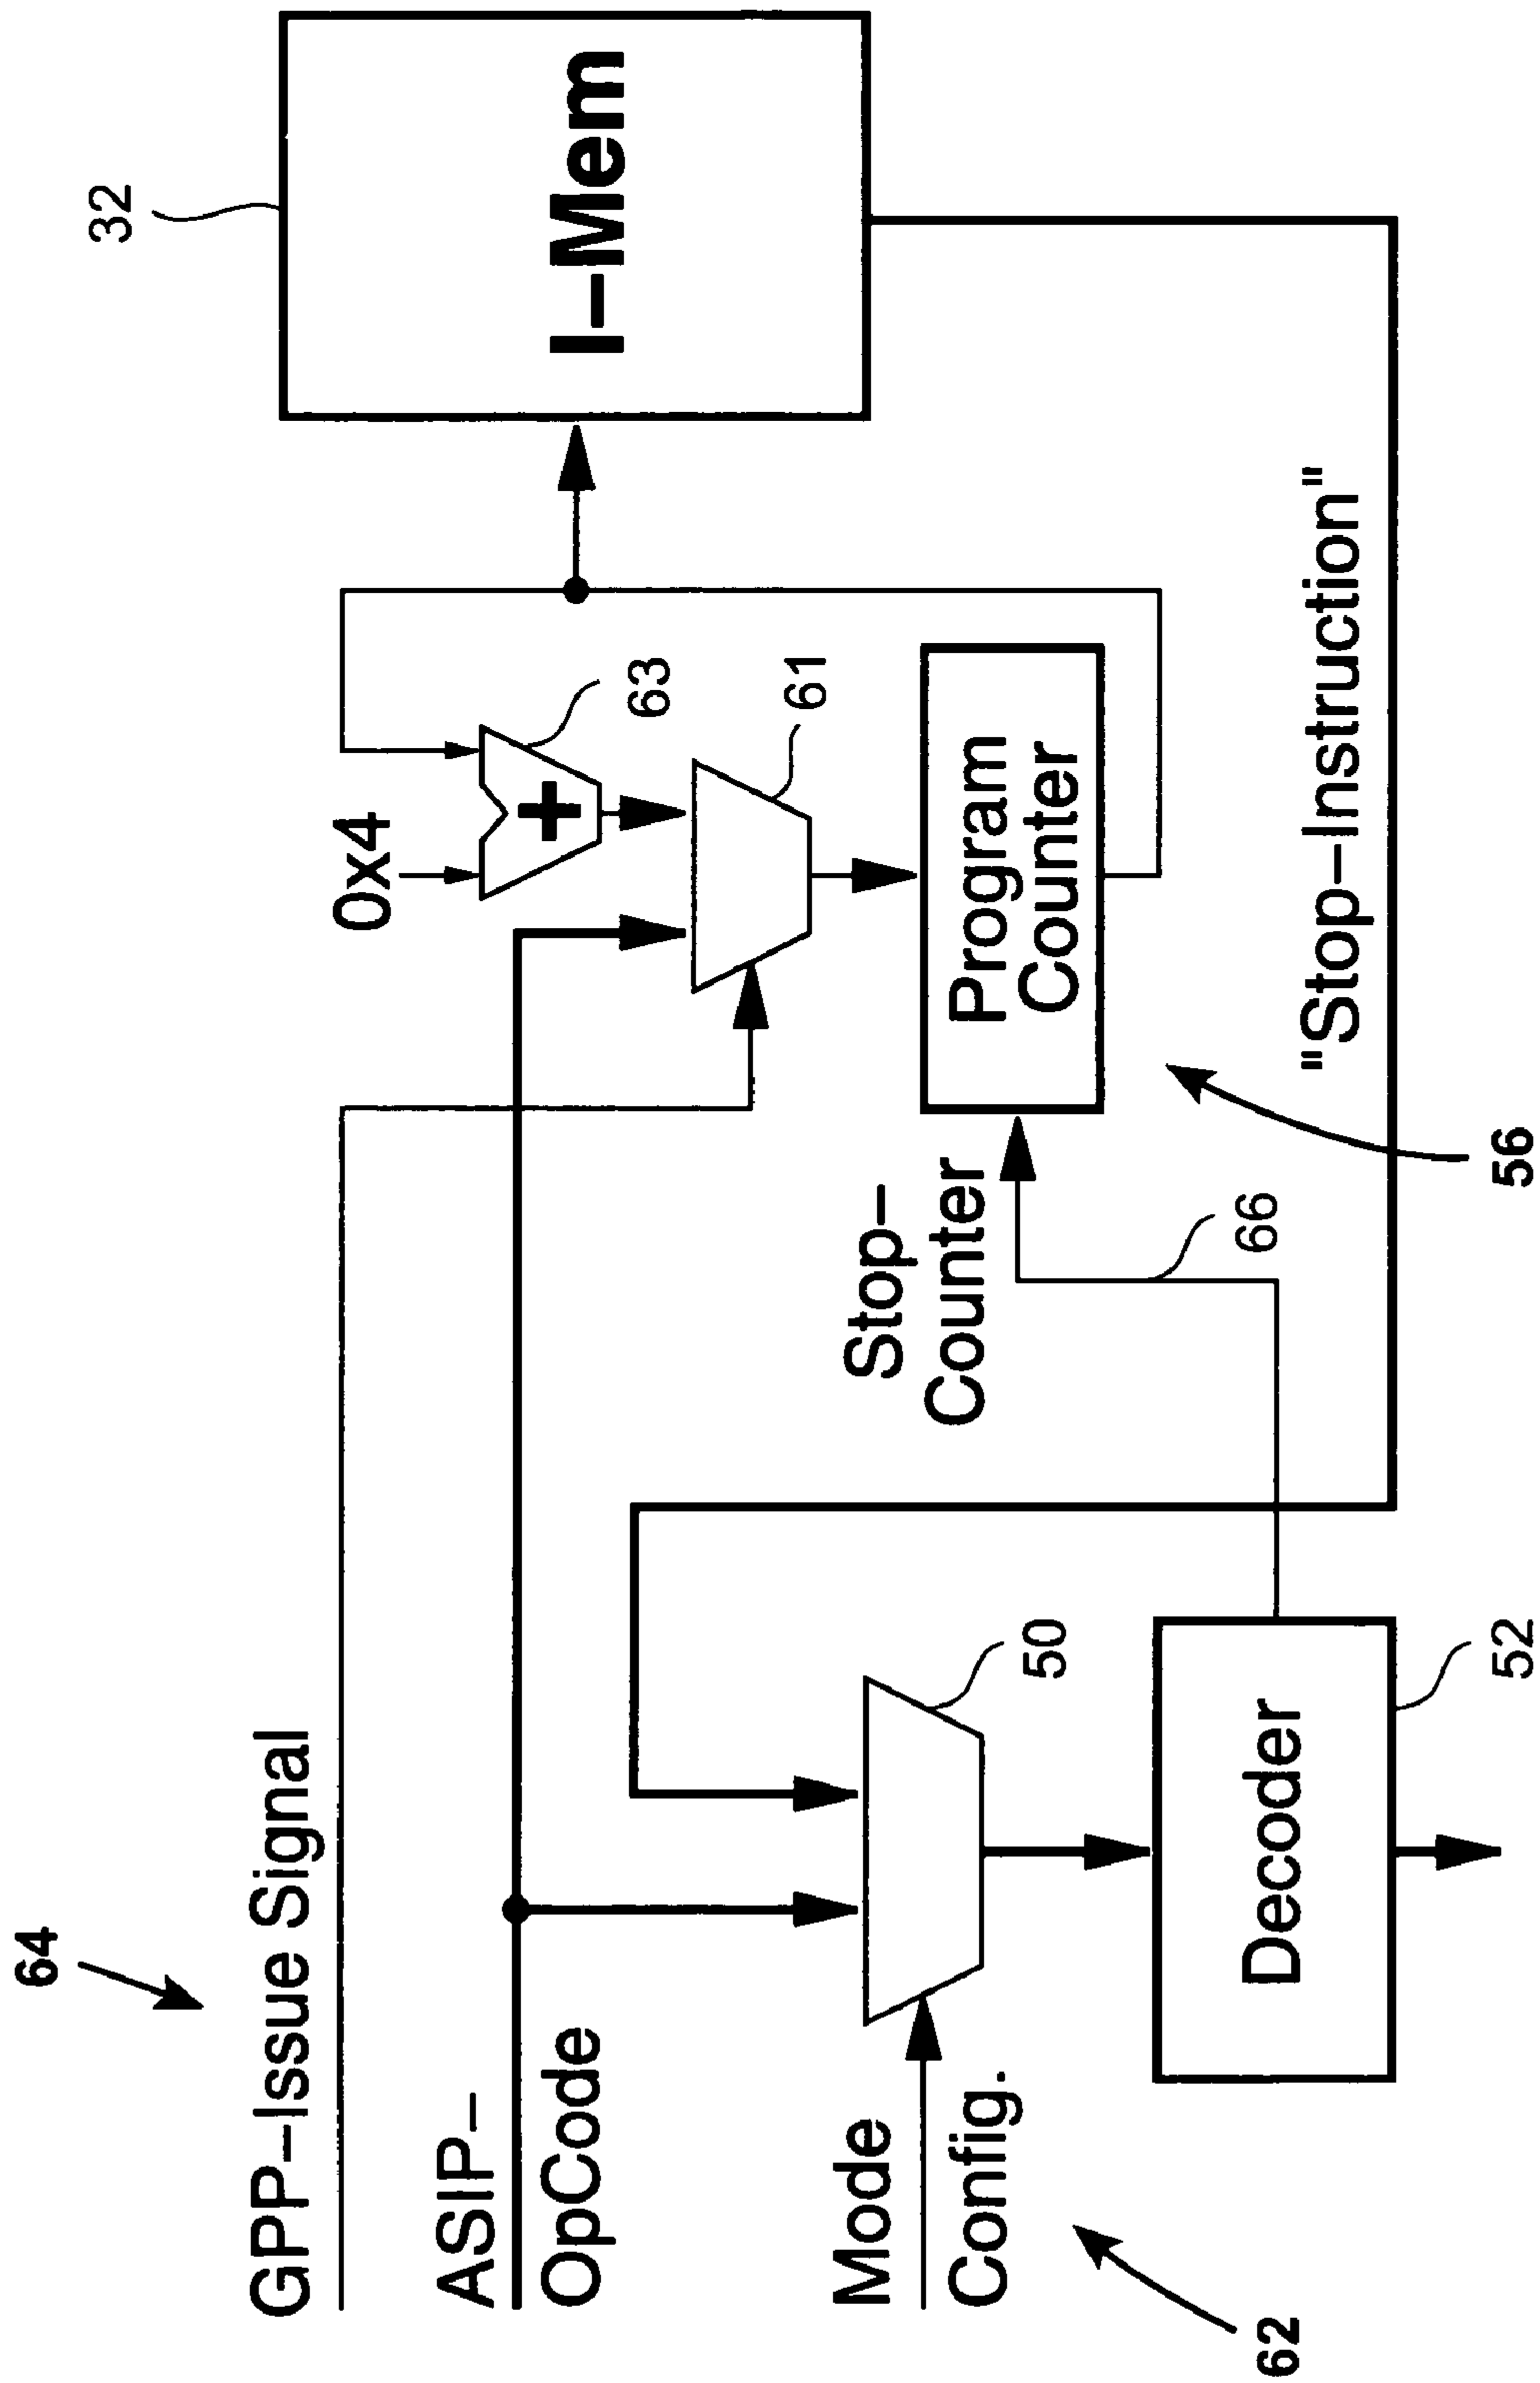 64
GPP-Issue Signal
32
I-Mem
0x4
+
63
ASIP-
OpCode
61
Program
Counter
Stop-
Counter
Mode
Config.
50
66
"Stop-Instruction"
Decoder
62
52
56